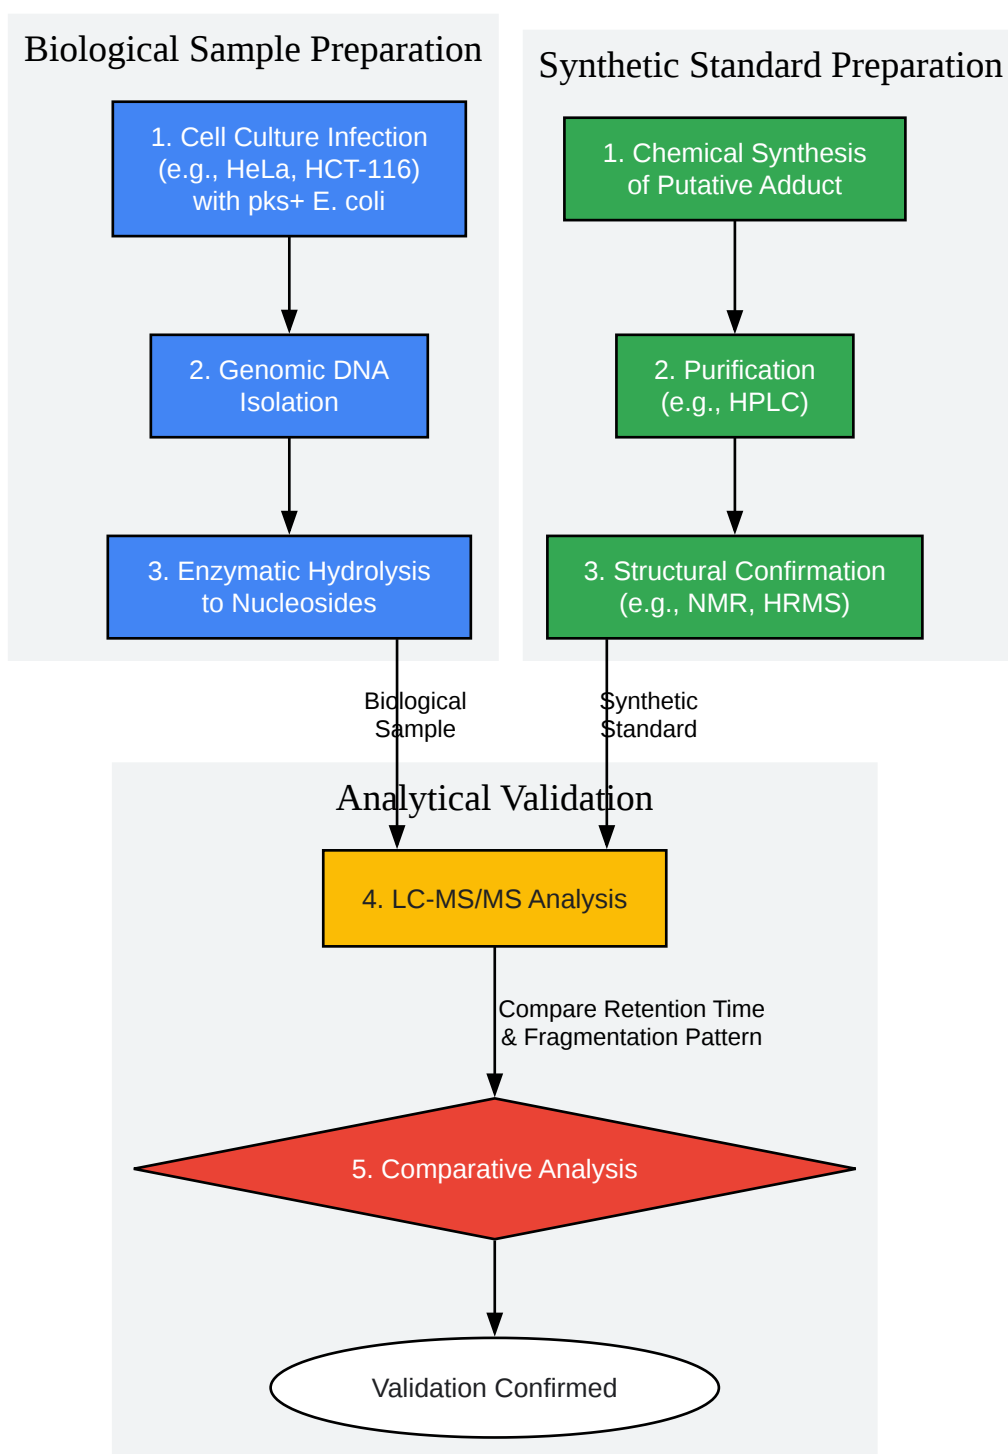 Biological Sample Preparation
1. Cell Culture Infection
(e.g., HeLa, HCT-116)
with pks+ E. coli
2. Genomic DNA
Isolation
3. Enzymatic Hydrolysis
to Nucleosides
Synthetic Standard Preparation
1. Chemical Synthesis
of Putative Adduct
2. Purification
(e.g., HPLC)
3. Structural Confirmation
(e.g., NMR, HRMS)
Biological
Sample
Synthetic
Standard
Analytical Validation
4. LC-MS/MS Analysis
Compare Retention Time
& Fragmentation Pattern
5. Comparative Analysis
Validation Confirmed